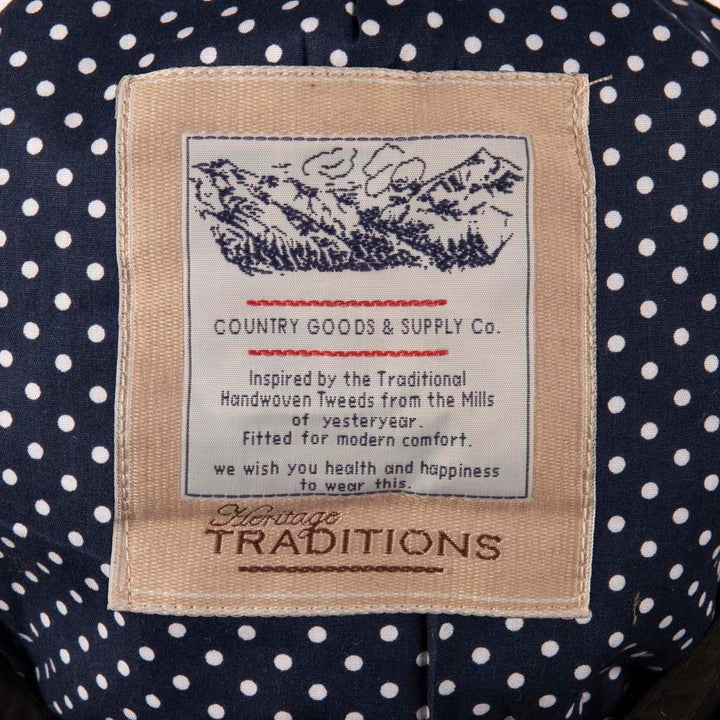 COUNTRY GOODS & SUPPLY Co.
Inspired by the Traditional
Handwoven Tweeds from the Mills
of yesteryear.
Fitted for modern comfort.
we wish you health and happiness
to wear this.
Heritage
TRADITIONS